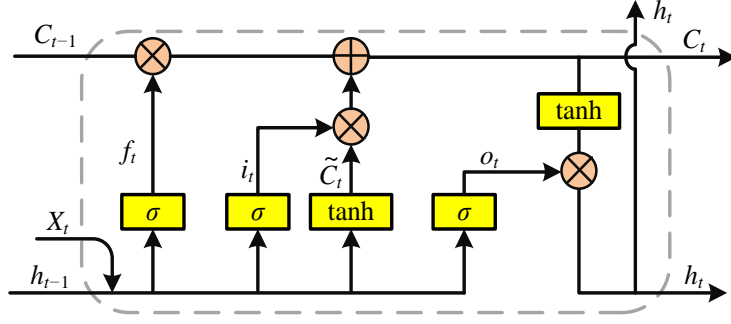 h_t
C_{t−1}
C_t
tanh
f_t
i_t
C̃_t
o_t
σ
σ
tanh
σ
X_t
h_{t−1}
h_t